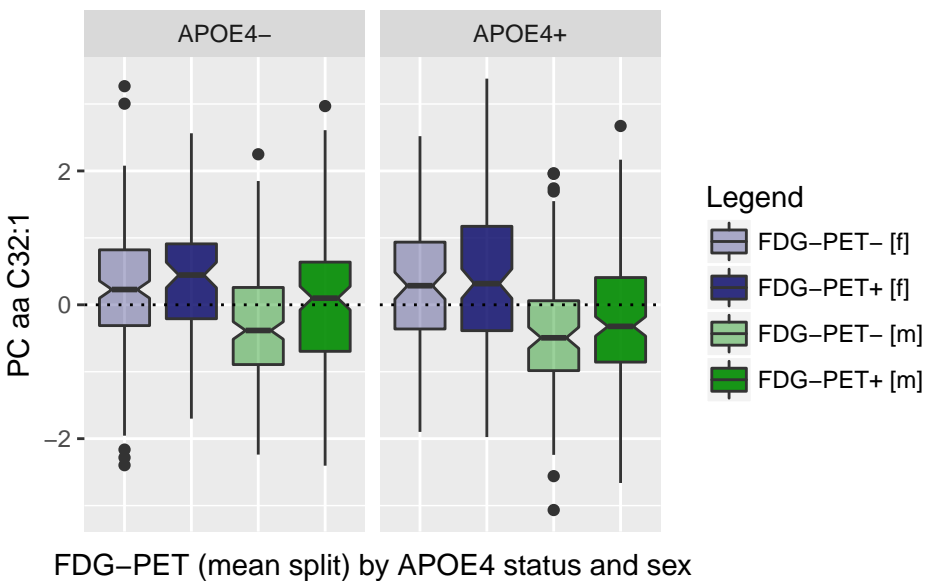 APOE4− APOE4+
2
0
−2
PC aa C32:1
FDG−PET (mean split) by APOE4 status and sex
Legend
FDG−PET− [f]
FDG−PET+ [f]
FDG−PET− [m]
FDG−PET+ [m]